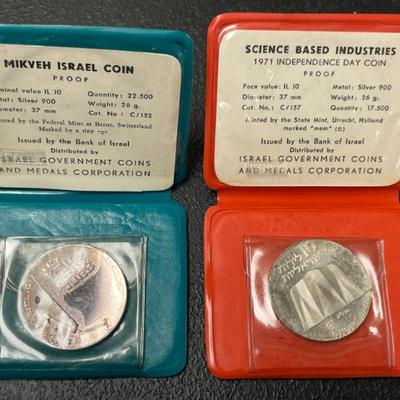 MIKVEH ISRAEL COIN
PROOF
minal value IL 10 Quantity: 22.500
tal: Silver 900 Weight: 26 g.
meter: 37 mm Cat. No.: C/152
inted by the Federal Mint at Berne, Switzerland
Marked by a tiny
Issued by the Bank of Israel
Distributed by
ISRAEL GOVERNMENT COINS
AND MEDALS CORPORATION
SCIENCE BASED INDUSTRIES
1971 INDEPENDENCE DAY COIN
PROOF
Face value: IL 10 Metal: Silver 900
Diameter: 37 mm Weight: 26 g.
Cat. No.: C/157 Quantity: 17.500
Minted by the State Mint, Utrecht, Holland
marked "mem" (מ)
Issued by the Bank of Israel
Distributed by
ISRAEL GOVERNMENT COINS
AND MEDALS CORPORATION
10
לירות
ישראליות